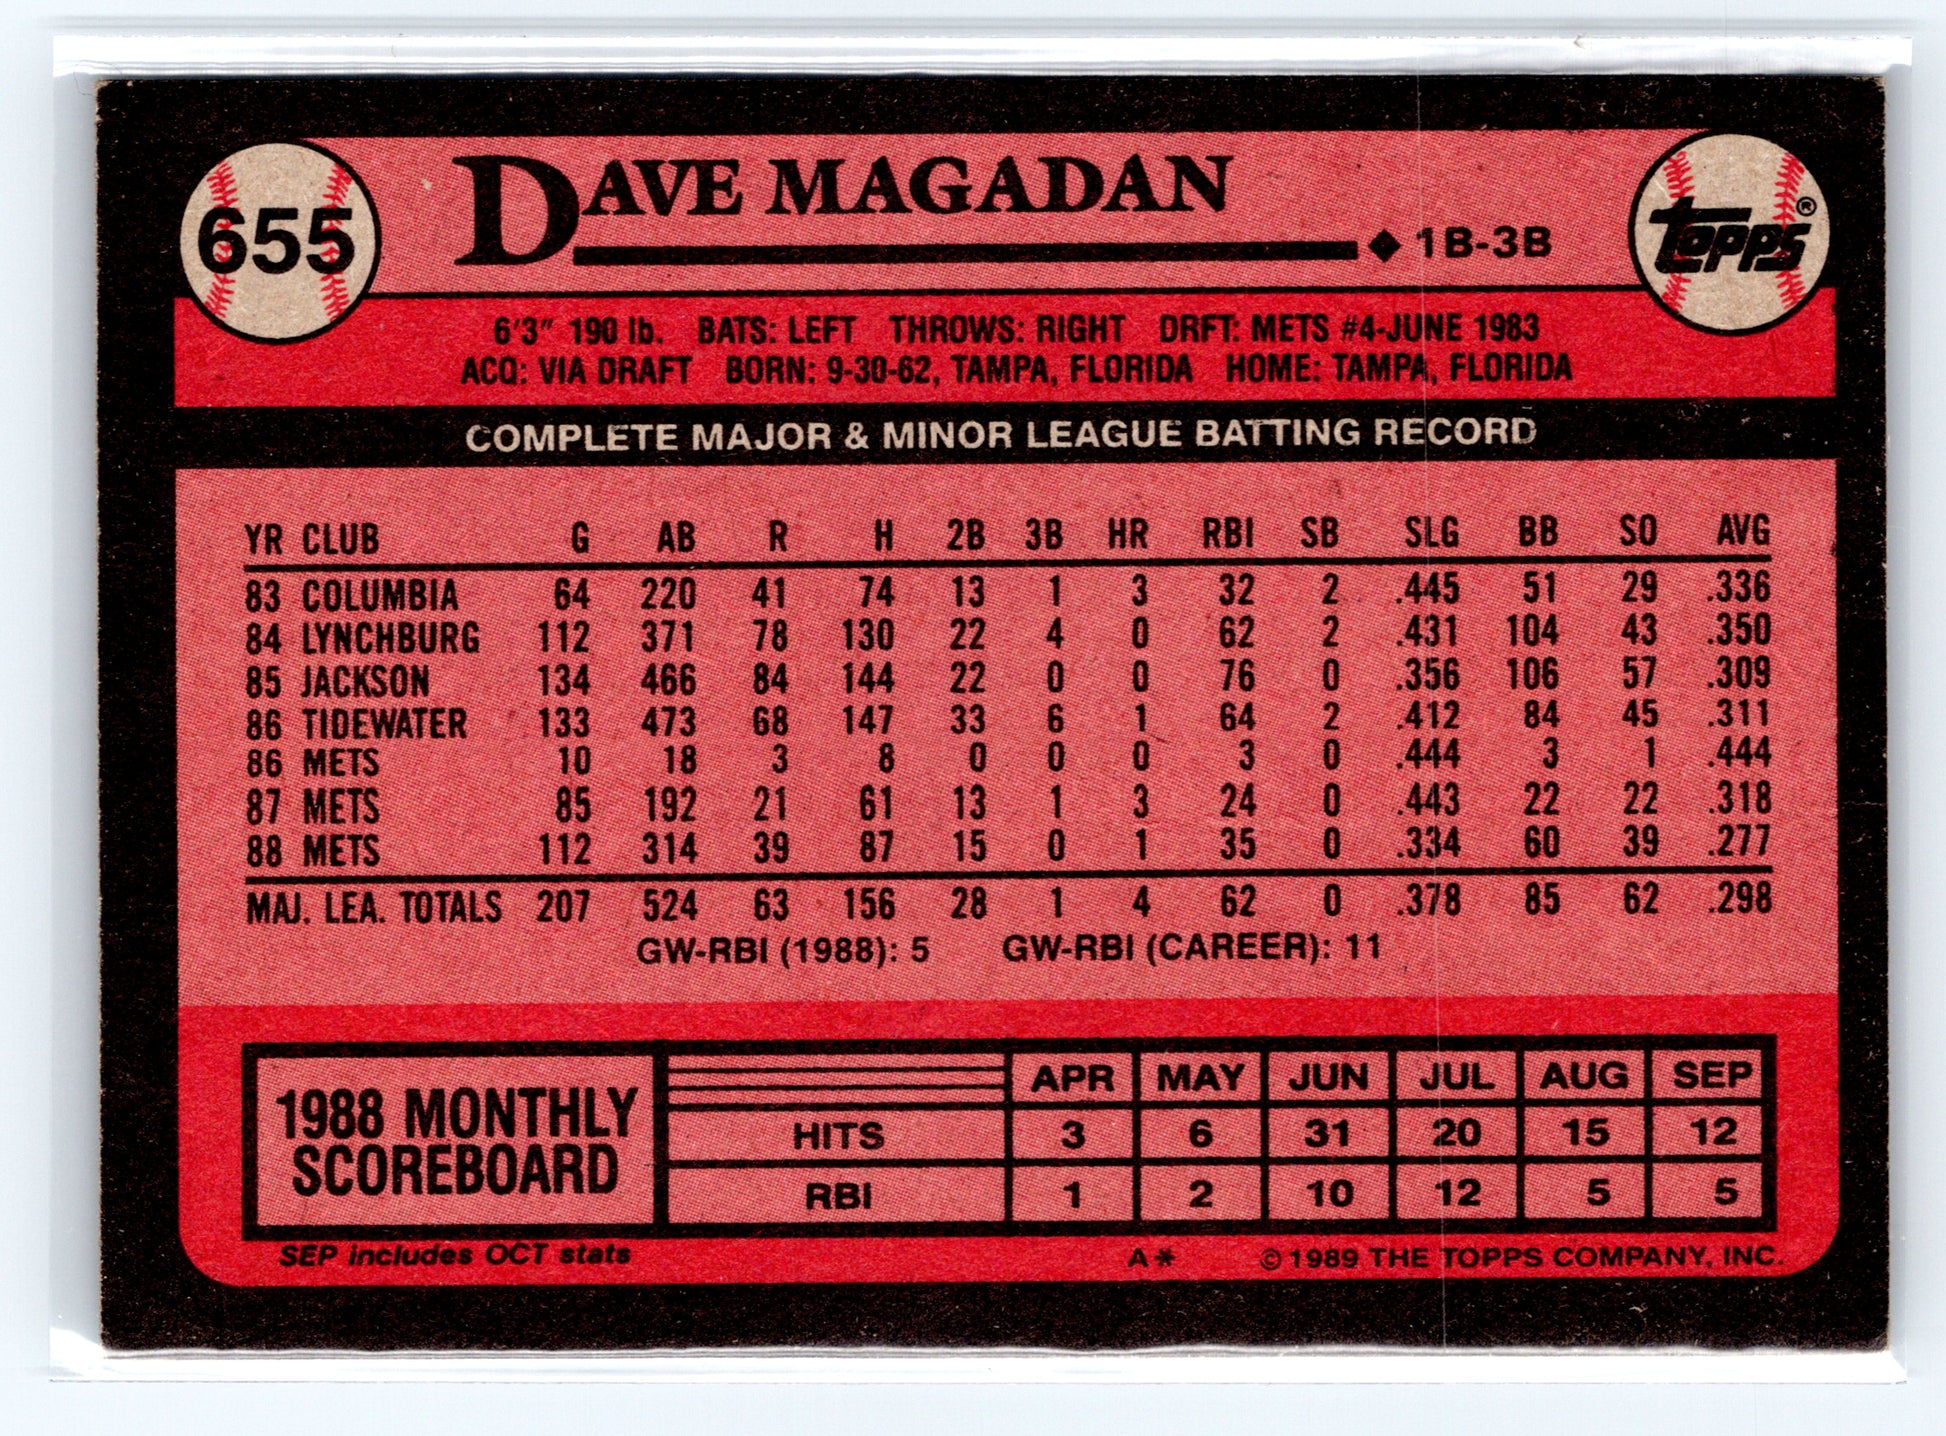 655
DAVE MAGADAN
1B-3B
topps®
6'3" 190 lb. BATS: LEFT THROWS: RIGHT DRFT: METS #4-JUNE 1983
ACQ: VIA DRAFT BORN: 9-30-62, TAMPA, FLORIDA HOME: TAMPA, FLORIDA
COMPLETE MAJOR & MINOR LEAGUE BATTING RECORD
YR CLUB G AB R H 2B 3B HR RBI SB SLG BB SO AVG
83 COLUMBIA 64 220 41 74 13 1 3 32 2 .445 51 29 .336
84 LYNCHBURG 112 371 78 130 22 4 0 62 2 .431 104 43 .350
85 JACKSON 134 466 84 144 22 0 0 76 0 .356 106 57 .309
86 TIDEWATER 133 473 68 147 33 6 1 64 2 .412 84 45 .311
86 METS 10 18 3 8 0 0 0 3 0 .444 3 1 .444
87 METS 85 192 21 61 13 1 3 24 0 .443 22 22 .318
88 METS 112 314 39 87 15 0 1 35 0 .334 60 39 .277
MAJ. LEA. TOTALS 207 524 63 156 28 1 4 62 0 .378 85 62 .298
GW-RBI (1988): 5 GW-RBI (CAREER): 11
1988 MONTHLY
SCOREBOARD
APR MAY JUN JUL AUG SEP
HITS 3 6 31 20 15 12
RBI 1 2 10 12 5 5
SEP includes OCT stats A* © 1989 THE TOPPS COMPANY, INC.